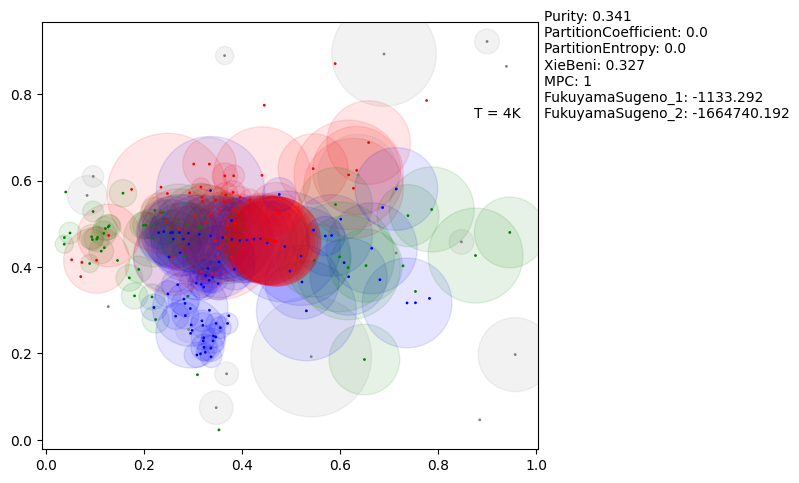 Purity: 0.341
PartitionCoefficient: 0.0
PartitionEntropy: 0.0
XieBeni: 0.327
MPC: 1
FukuyamaSugeno_1: -1133.292
FukuyamaSugeno_2: -1664740.192
T = 4K
0.8
0.6
0.4
0.2
0.0
0.0 0.2 0.4 0.6 0.8 1.0